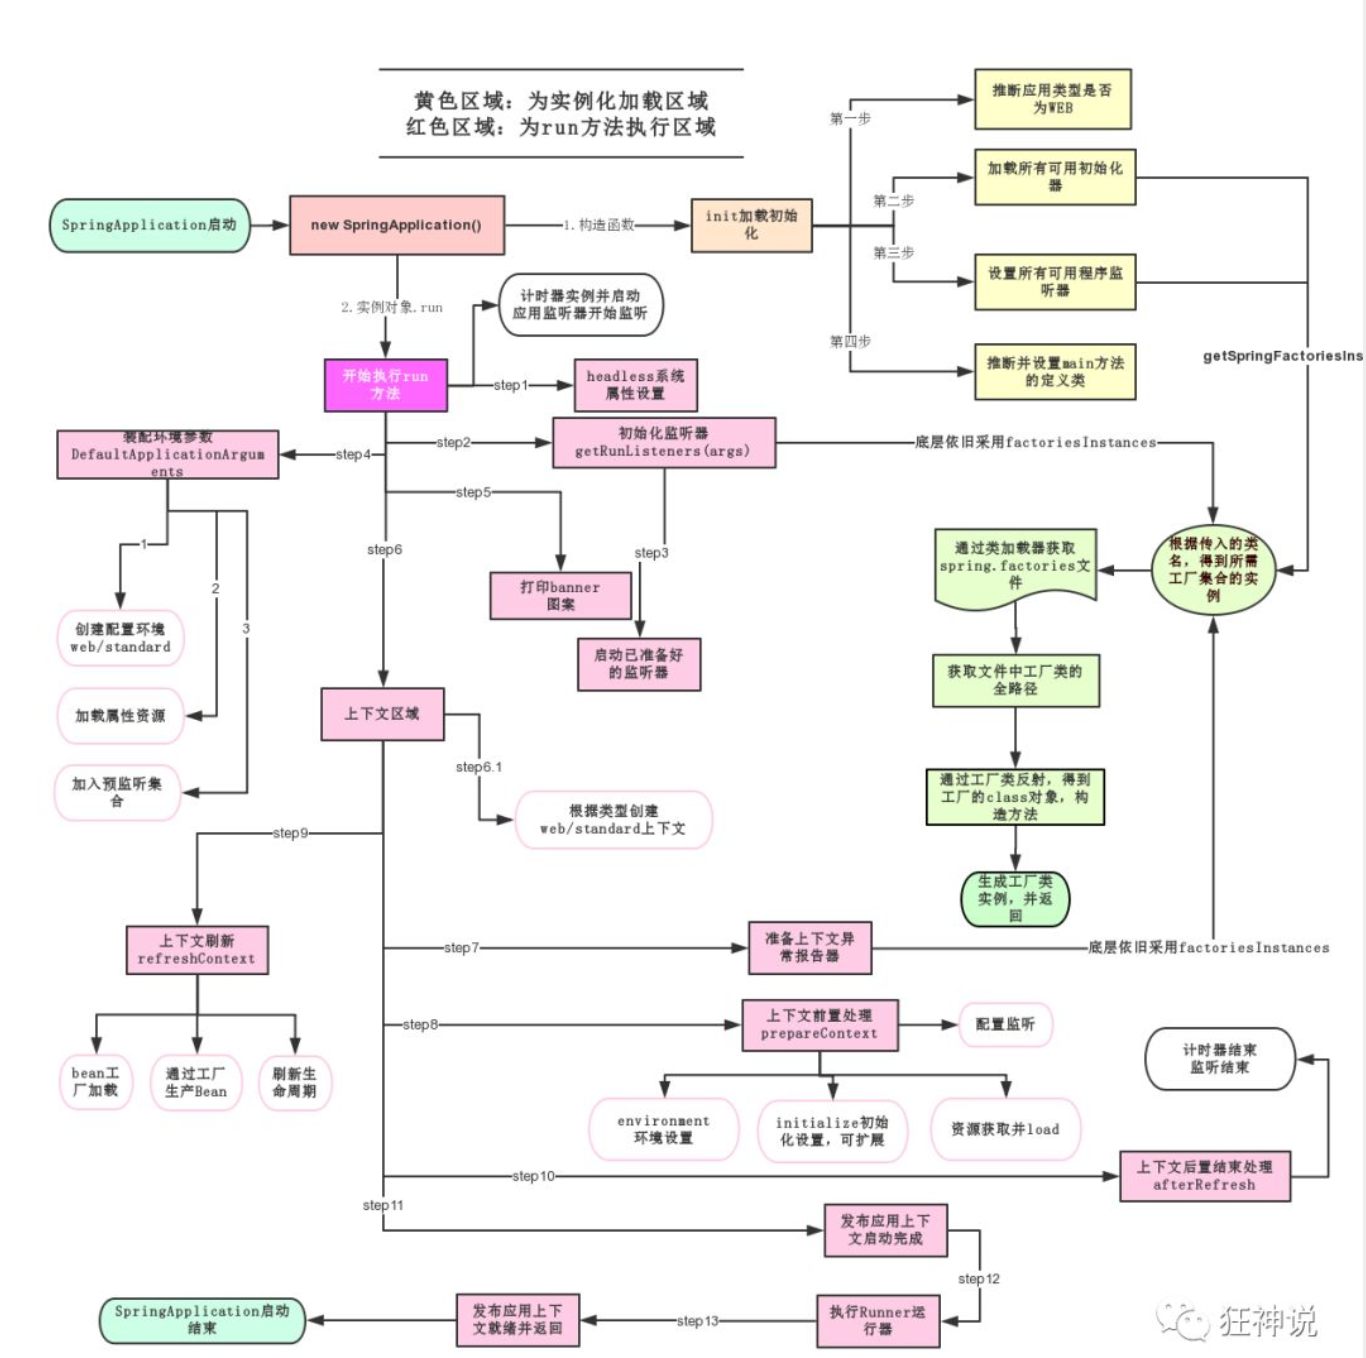 黄色区域：为实例化加载区域
红色区域：为run方法执行区域
SpringApplication启动
new SpringApplication()
1.构造函数
init加载初始
化
第一步
推断应用类型是否
为WEB
第二步
加载所有可用初始化
器
第三步
设置所有可用程序监
听器
第四步
推断并设置main方法
的定义类
getSpringFactoriesIns
2.实例对象.run
计时器实例并启动
应用监听器开始监听
开始执行run
方法
step1
headless系统
属性设置
step2
初始化监听器
getRunListeners(args)
底层依旧采用factoriesInstances
step4
装配环境参数
DefaultApplicationArgum
ents
step5
step3
step6
打印banner
图案
启动已准备好
的监听器
1
2
3
创建配置环境
web/standard
加载属性资源
加入预监听集
合
根据传入的类
名，得到所需
工厂集合的实
例
通过类加载器获取
spring.factories文
件
获取文件中工厂类的
全路径
通过工厂类反射，得到
工厂的class对象，构
造方法
生成工厂类
实例，并返
回
上下文区域
step6.1
根据类型创建
web/standard上下文
step9
上下文刷新
refreshContext
bean工
厂加载
通过工厂
生产Bean
刷新生
命周期
step7
准备上下文异
常报告器
底层依旧采用factoriesInstances
step8
上下文前置处理
prepareContext
配置监听
environment
环境设置
initialize初始
化设置，可扩展
资源获取并load
计时器结束
监听结束
step10
上下文后置结束处理
afterRefresh
step11
发布应用上下
文启动完成
step12
执行Runner运
行器
step13
发布应用上下
文就绪并返回
SpringApplication启动
结束
狂神说